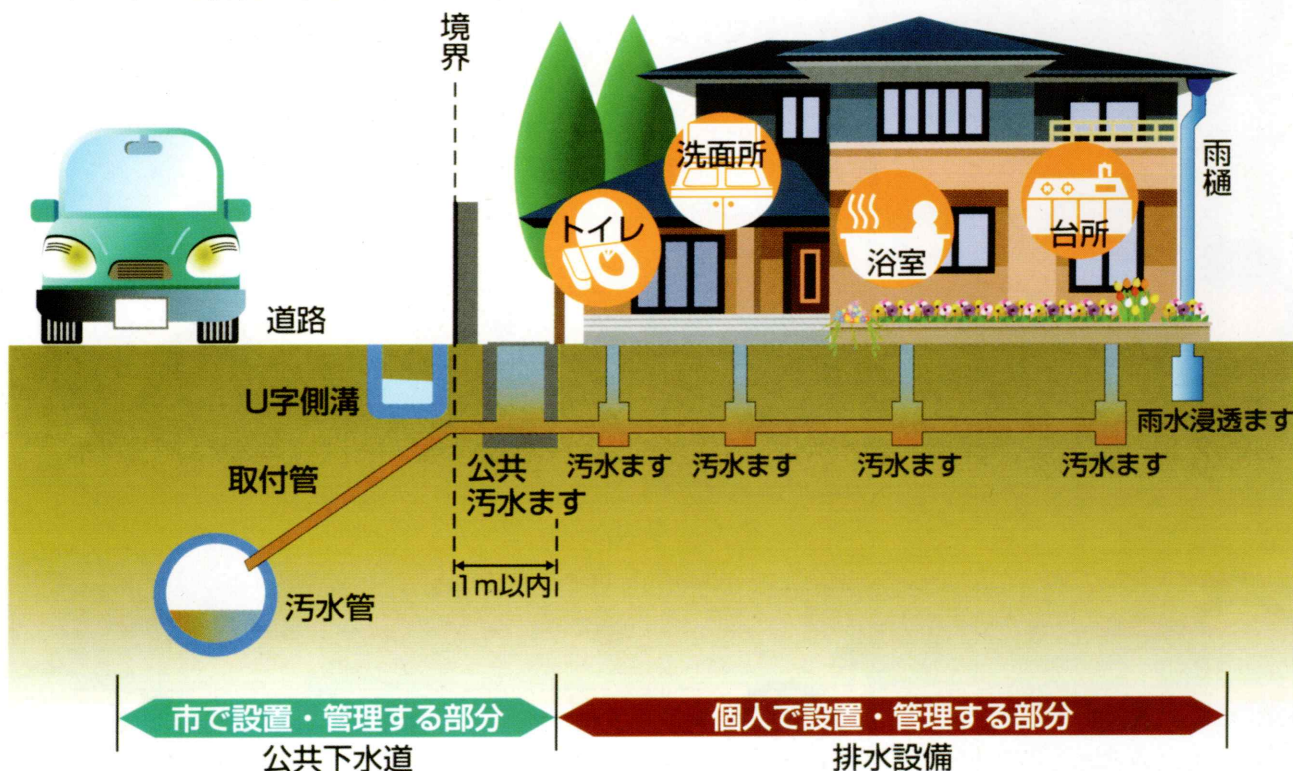 境界
洗面所
トイレ
浴室
台所
雨樋
道路
U字側溝
雨水浸透ます
取付管
公共
汚水ます
汚水ます
汚水ます
汚水ます
汚水ます
1m以内
汚水管
市で設置・管理する部分
個人で設置・管理する部分
公共下水道
排水設備